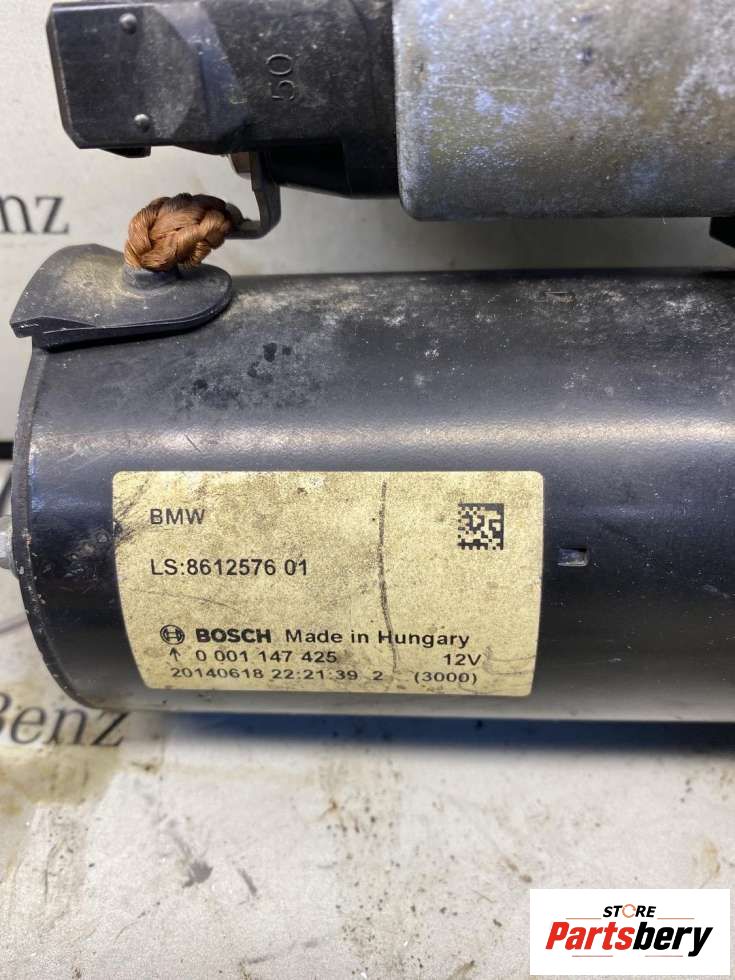 50
enz
BMW
LS:8612576 01
BOSCH Made in Hungary
↑ 0 001 147 425 12V
20140618 22:21:39 2 (3000)
Benz
STORE
Partsbery